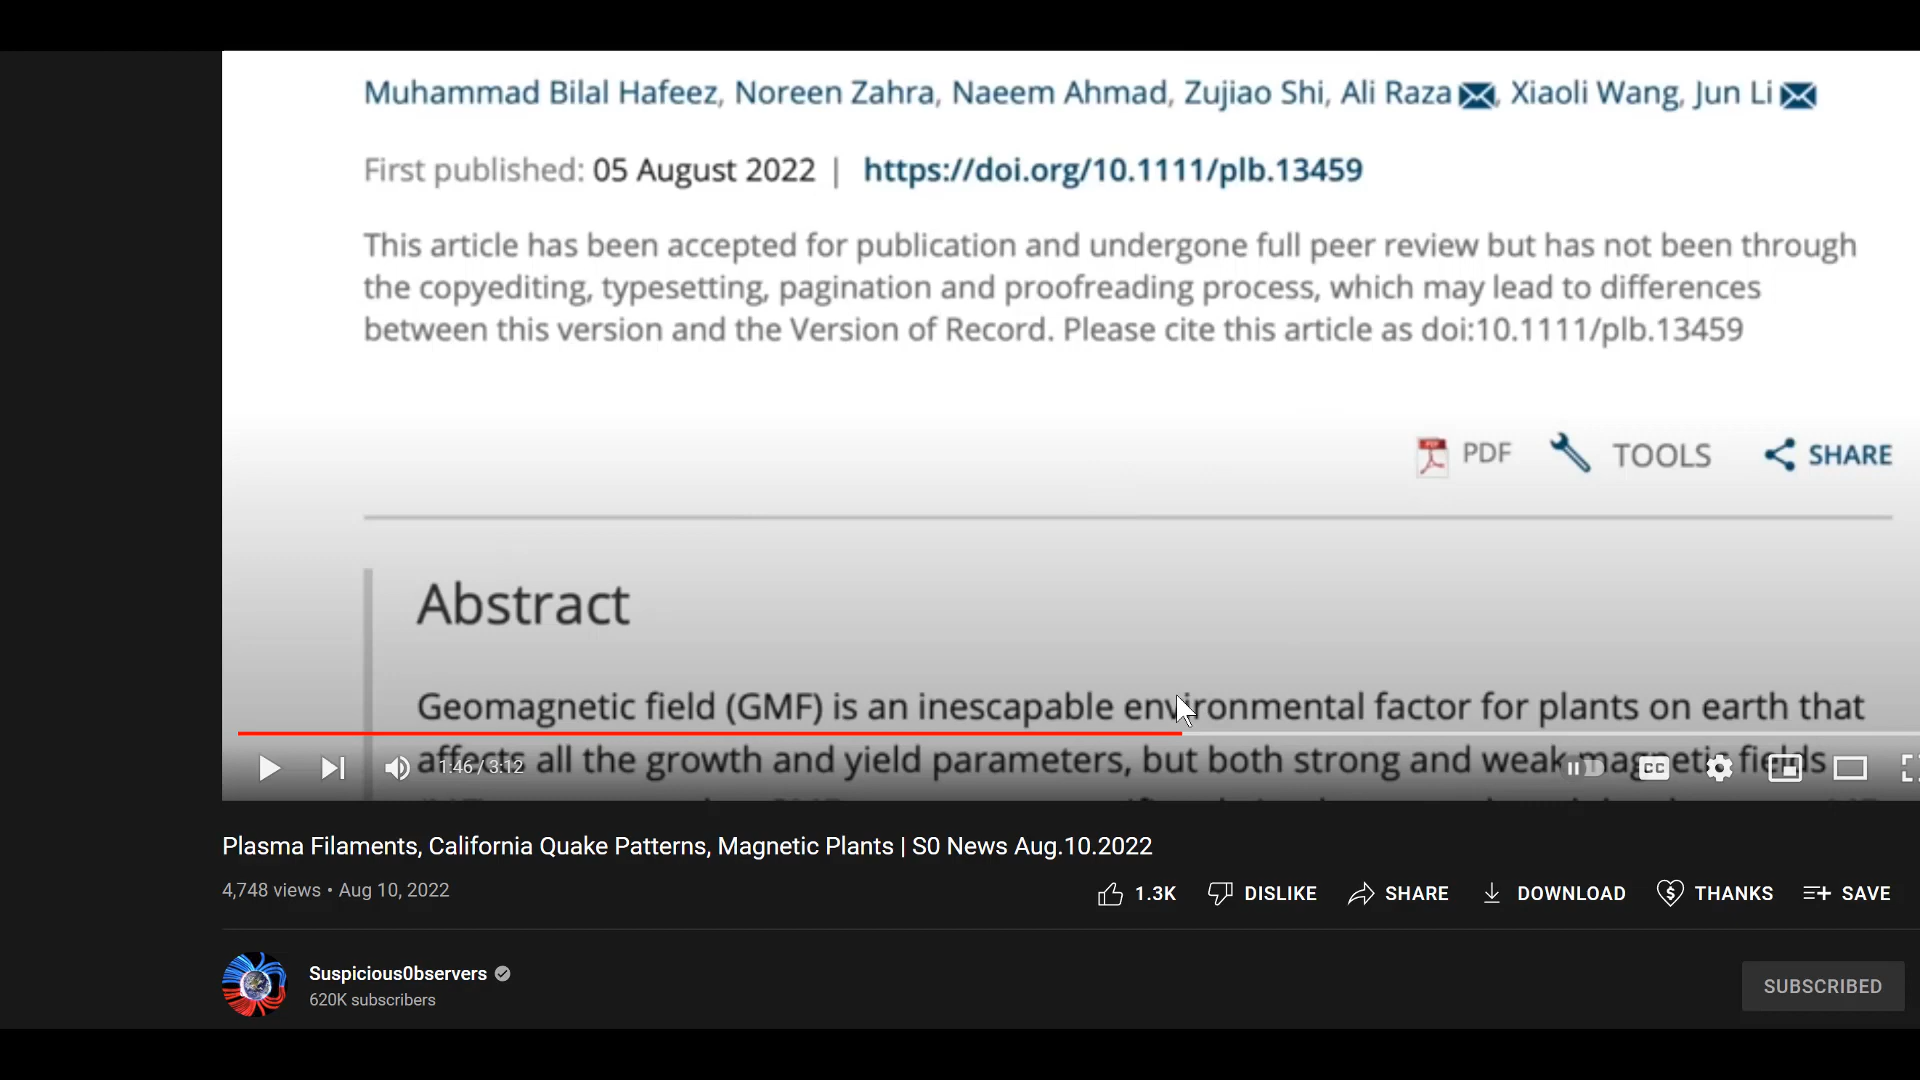 Muhammad Bilal Hafeez, Noreen Zahra, Naeem Ahmad, Zujiao Shi, Ali Raza, Xiaoli Wang, Jun Li
First published: 05 August 2022 | https://doi.org/10.1111/plb.13459
This article has been accepted for publication and undergone full peer review but has not been through
the copyediting, typesetting, pagination and proofreading process, which may lead to differences
between this version and the Version of Record. Please cite this article as doi:10.1111/plb.13459
PDF TOOLS SHARE
Abstract
Geomagnetic field (GMF) is an inescapable environmental factor for plants on earth that
affects all the growth and yield parameters, but both strong and weak magnetic fields
1:46 / 3:12
CC
Plasma Filaments, California Quake Patterns, Magnetic Plants | S0 News Aug.10.2022
4,748 views • Aug 10, 2022
1.3K DISLIKE SHARE DOWNLOAD THANKS SAVE
Suspicious0bservers
620K subscribers
SUBSCRIBED